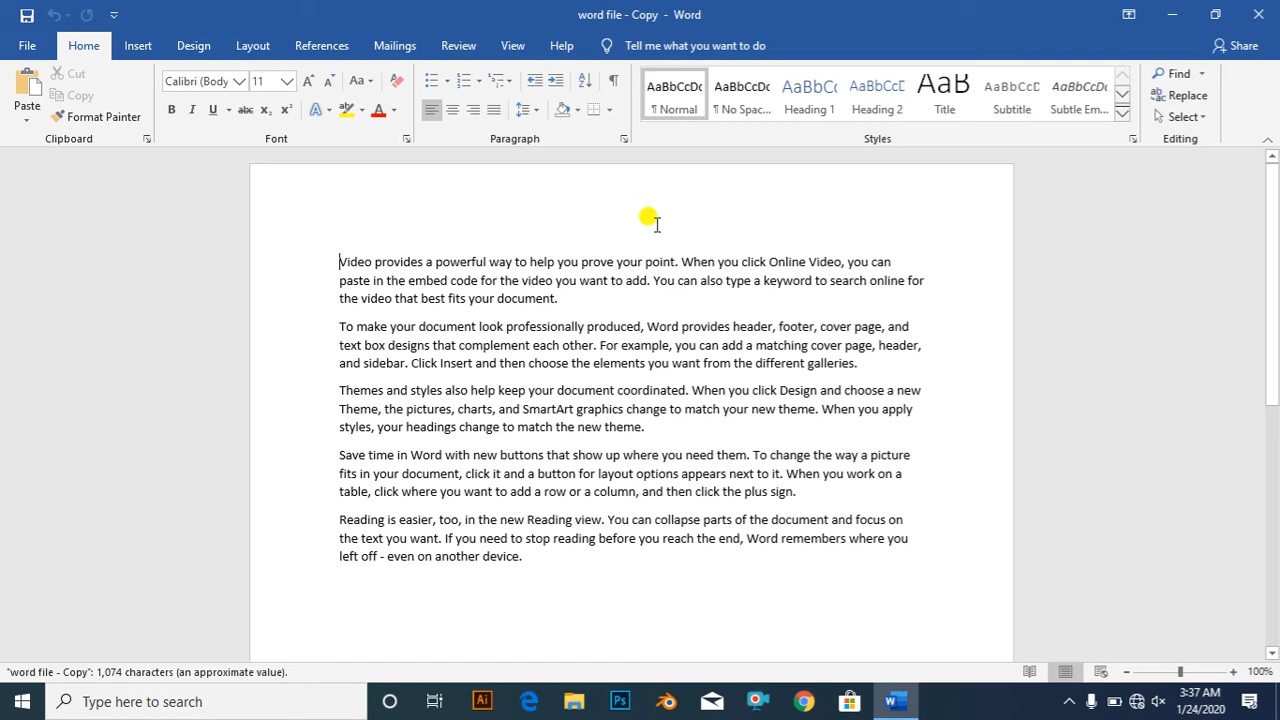 word file - Copy - Word
File Home Insert Design Layout References Mailings Review View Help Tell me what you want to do Share
Paste
Cut
Copy
Format Painter
Clipboard
Calibri (Body 11
Aa
B I U abc x₂ x² A A
Font
Paragraph
AaBbCcDc AaBbCcDc AaBbCc AaBbCcD AaB AaBbCcD AaBbCcDc
¶ Normal ¶ No Spac... Heading 1 Heading 2 Title Subtitle Subtle Em...
Styles
Find
Replace
Select
Editing
Video provides a powerful way to help you prove your point. When you click Online Video, you can
paste in the embed code for the video you want to add. You can also type a keyword to search online for
the video that best fits your document.
To make your document look professionally produced, Word provides header, footer, cover page, and
text box designs that complement each other. For example, you can add a matching cover page, header,
and sidebar. Click Insert and then choose the elements you want from the different galleries.
Themes and styles also help keep your document coordinated. When you click Design and choose a new
Theme, the pictures, charts, and SmartArt graphics change to match your new theme. When you apply
styles, your headings change to match the new theme.
Save time in Word with new buttons that show up where you need them. To change the way a picture
fits in your document, click it and a button for layout options appears next to it. When you work on a
table, click where you want to add a row or a column, and then click the plus sign.
Reading is easier, too, in the new Reading view. You can collapse parts of the document and focus on
the text you want. If you need to stop reading before you reach the end, Word remembers where you
left off - even on another device.
"word file - Copy": 1,074 characters (an approximate value).
100%
Type here to search
Ai
Ps
3:37 AM
1/24/2020